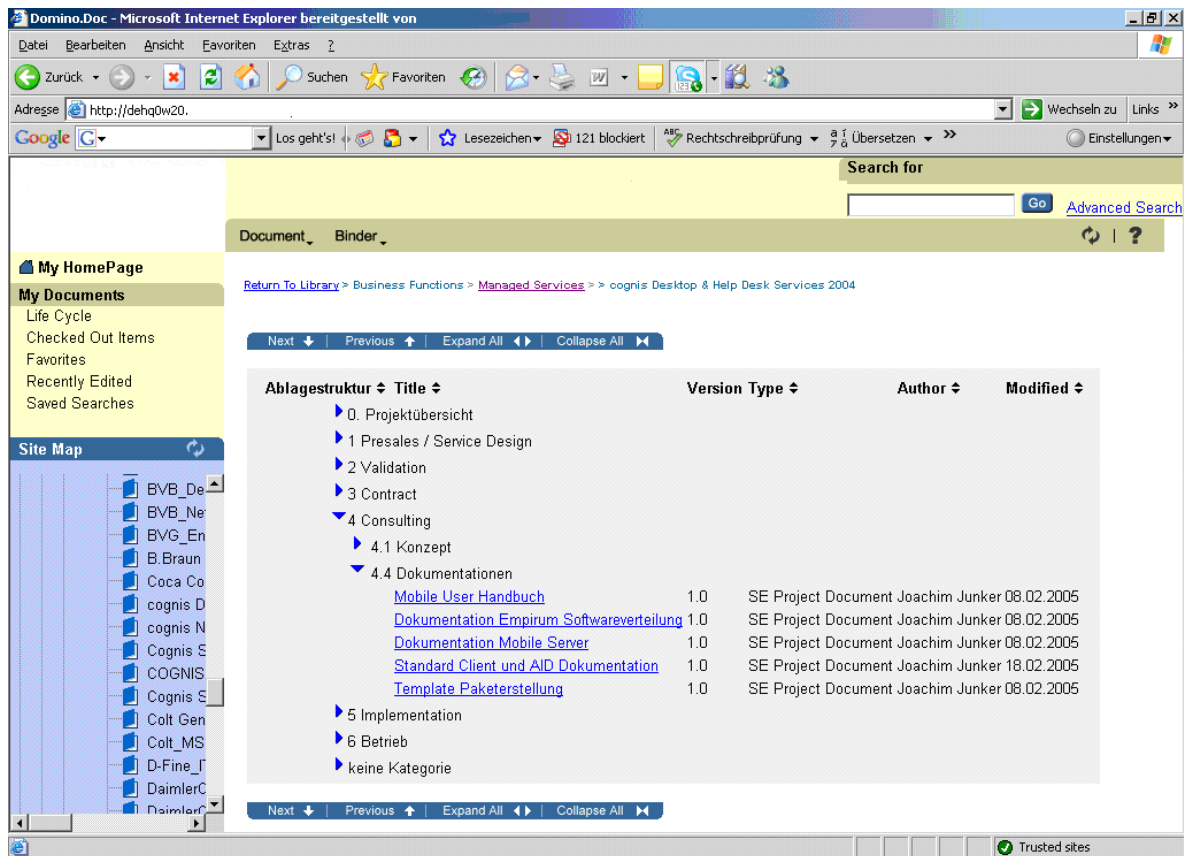 Domino.Doc - Microsoft Internet Explorer bereitgestellt von
Datei Bearbeiten Ansicht Favoriten Extras ?
Zurück Suchen Favoriten
Adresse http://dehq0w20. Wechseln zu Links »
Google G Los geht's! Lesezeichen 121 blockiert Rechtschreibprüfung Übersetzen » Einstellungen
Search for
Go Advanced Search
Document Binder | ?
My HomePage
My Documents
Life Cycle
Checked Out Items
Favorites
Recently Edited
Saved Searches
Site Map
BVB_De
BVB_Ne
BVG_En
B.Braun
Coca Co
cognis D
cognis N
Cognis S
COGNIS
Cognis S
Colt Gen
Colt_MS
D-Fine_I
DaimlerC
DaimlerC
Return To Library > Business Functions > Managed Services > > cognis Desktop & Help Desk Services 2004
Next | Previous | Expand All | Collapse All
Ablagestruktur Title Version Type Author Modified
0. Projektübersicht
1 Presales / Service Design
2 Validation
3 Contract
4 Consulting
4.1 Konzept
4.4 Dokumentationen
Mobile User Handbuch 1.0 SE Project Document Joachim Junker 08.02.2005
Dokumentation Empirum Softwareverteilung 1.0 SE Project Document Joachim Junker 08.02.2005
Dokumentation Mobile Server 1.0 SE Project Document Joachim Junker 08.02.2005
Standard Client und AID Dokumentation 1.0 SE Project Document Joachim Junker 18.02.2005
Template Paketerstellung 1.0 SE Project Document Joachim Junker 08.02.2005
5 Implementation
6 Betrieb
keine Kategorie
Next | Previous | Expand All | Collapse All
Trusted sites